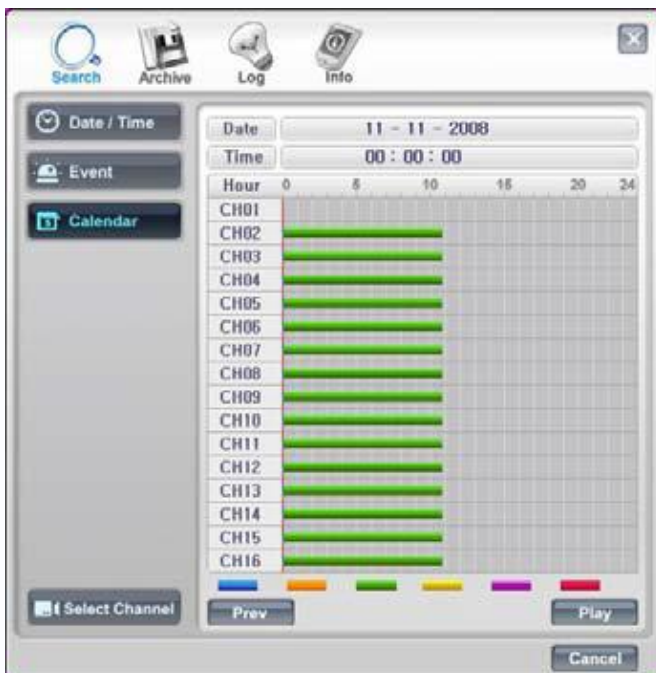 Search Archive Log Info
Date / Time
Event
Calendar
Date 11 - 11 - 2008
Time 00 : 00 : 00
Hour 0 5 10 15 20 24
CH01
CH02
CH03
CH04
CH05
CH06
CH07
CH08
CH09
CH10
CH11
CH12
CH13
CH14
CH15
CH16
Select Channel
Prev Play
Cancel